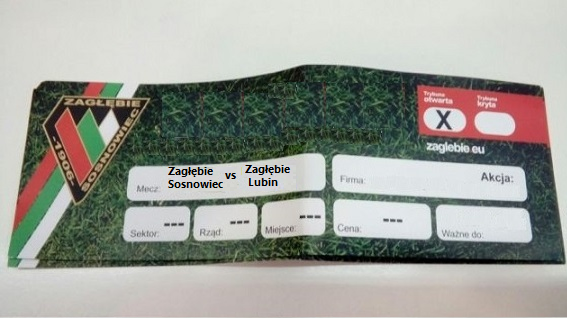 ZAGŁĘBIE
SOSNOWIEC
-1906-
Trybuna
otwarta
Trybuna
kryta
X
zaglebie.eu
Mecz:
Zagłębie
Sosnowiec
vs
Zagłębie
Lubin
Firma:
Akcja:
Sektor: ---
Rząd: ---
Miejsce: ---
Cena: ---
Ważne do: